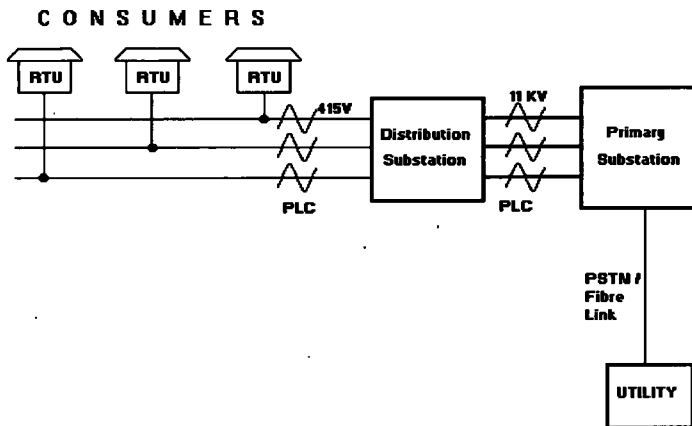 CONSUMERS
RTU
RTU
RTU
415V
11 KV
Distribution
Substation
Primary
Substation
PLC
PLC
PSTN /
Fibre
Link
UTILITY